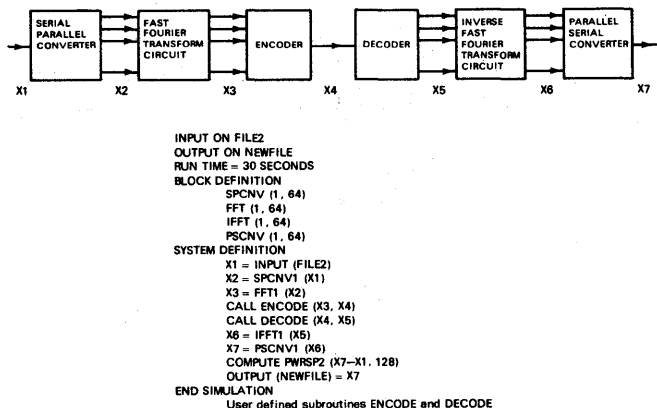 SERIAL
PARALLEL
CONVERTER
FAST
FOURIER
TRANSFORM
CIRCUIT
ENCODER
DECODER
INVERSE
FAST
FOURIER
TRANSFORM
CIRCUIT
PARALLEL
SERIAL
CONVERTER
X1 X2 X3 X4 X5 X6 X7
INPUT ON FILE2
OUTPUT ON NEWFILE
RUN TIME = 30 SECONDS
BLOCK DEFINITION
SPCNV (1, 64)
FFT (1, 64)
IFFT (1, 64)
PSCNV (1, 64)
SYSTEM DEFINITION
X1 = INPUT (FILE2)
X2 = SPCNV1 (X1)
X3 = FFT1 (X2)
CALL ENCODE (X3, X4)
CALL DECODE (X4, X5)
X6 = IFFT1 (X5)
X7 = PSCNV1 (X6)
COMPUTE PWRSP2 (X7—X1, 128)
OUTPUT (NEWFILE) = X7
END SIMULATION
User defined subroutines ENCODE and DECODE